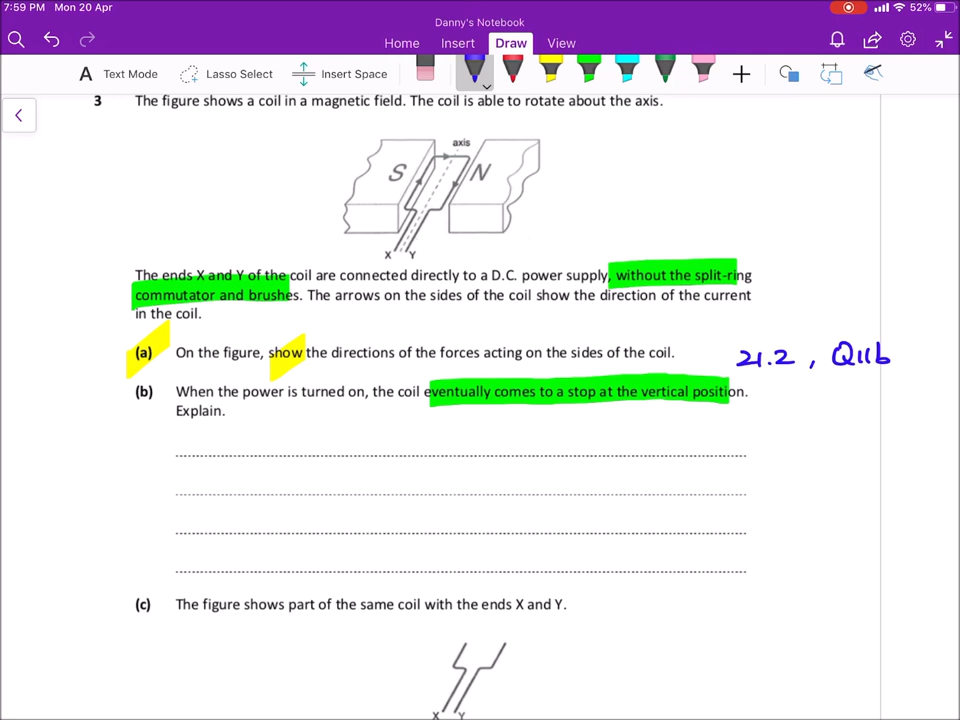 7:59 PM Mon 20 Apr
52%
Danny's Notebook
Home Insert Draw View
A Text Mode Lasso Select Insert Space
3 The figure shows a coil in a magnetic field. The coil is able to rotate about the axis.
axis
S N
X Y
The ends X and Y of the coil are connected directly to a D.C. power supply, without the split-ring
commutator and brushes. The arrows on the sides of the coil show the direction of the current
in the coil.
(a) On the figure, show the directions of the forces acting on the sides of the coil.
21.2 , Q11b
(b) When the power is turned on, the coil eventually comes to a stop at the vertical position.
Explain.
(c) The figure shows part of the same coil with the ends X and Y.
X Y